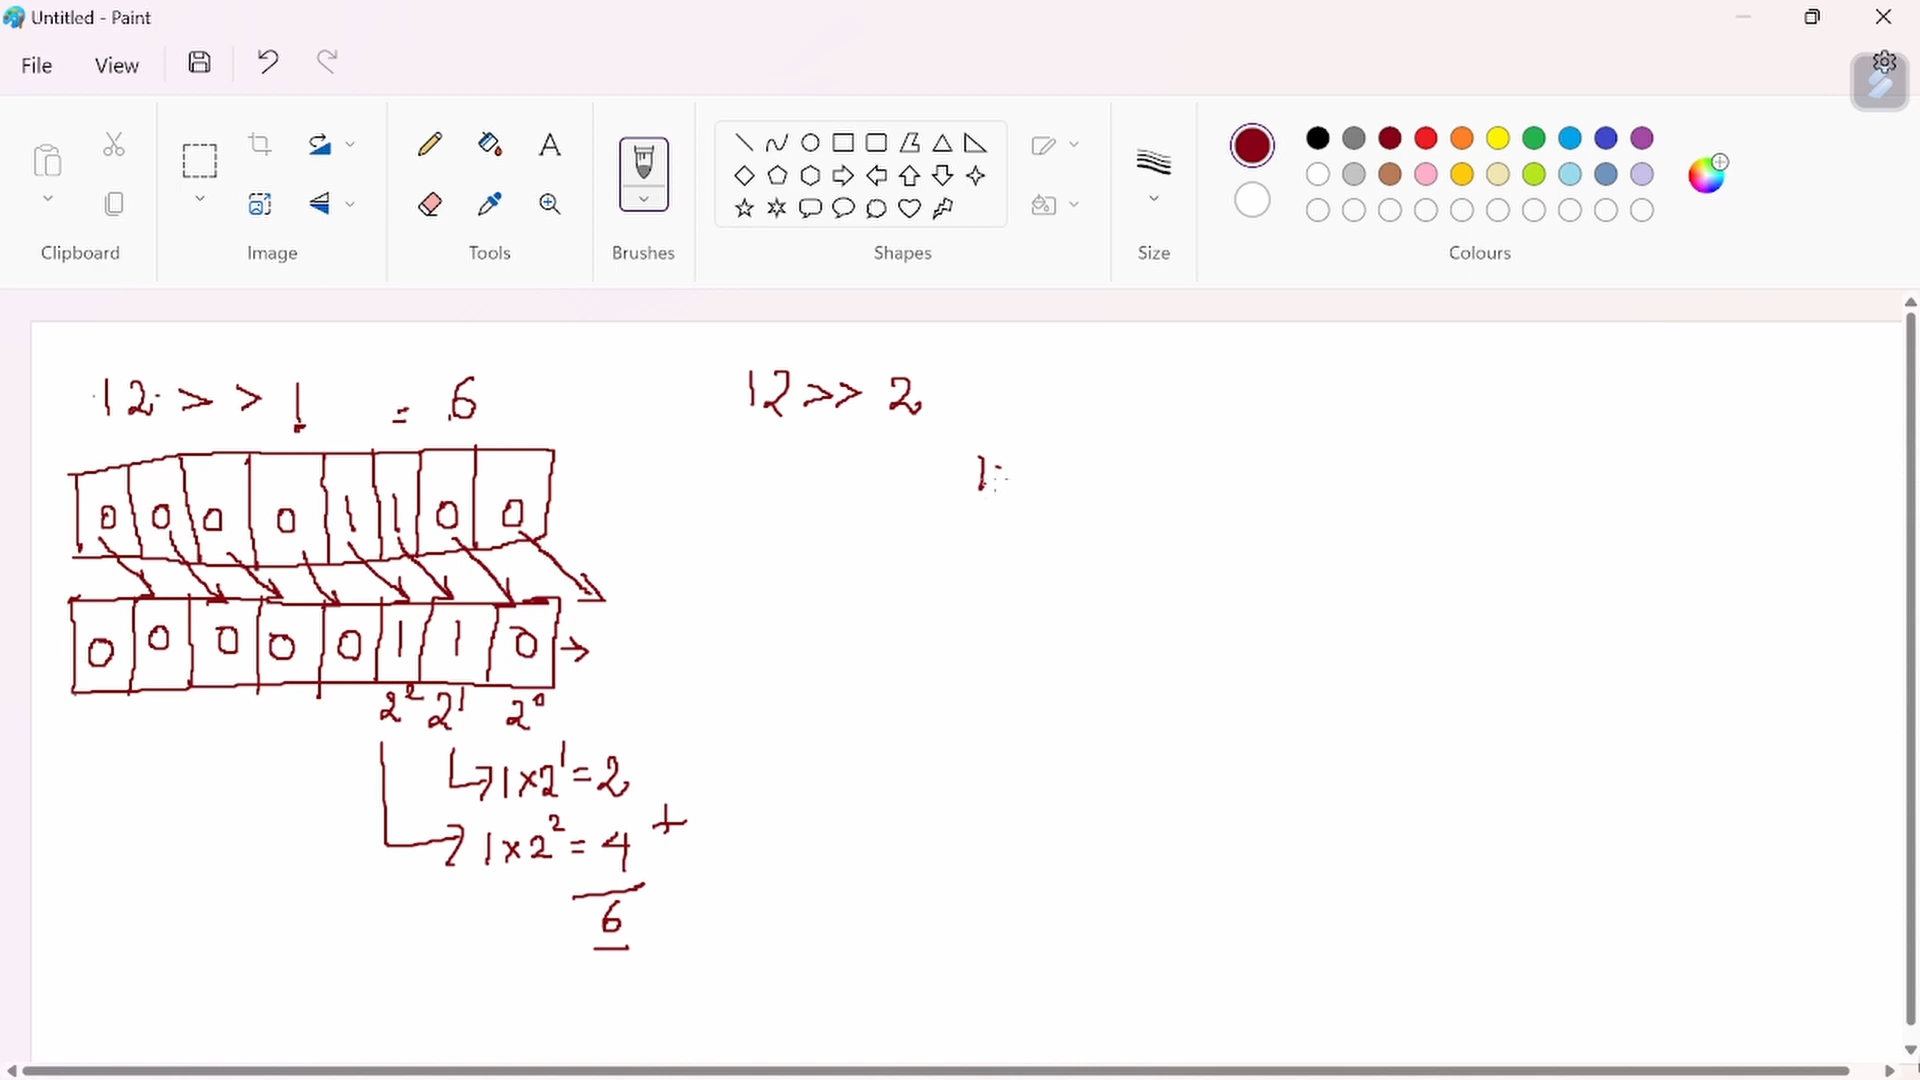 Untitled - Paint
File View
Clipboard Image Tools Brushes Shapes Size Colours
12 >> 1 = 6
12 >> 2
0 0 0 0 1 1 0 0
0 0 0 0 0 1 1 0 →
2² 2¹ 2⁰
1×2¹=2
1×2²=4 +
6